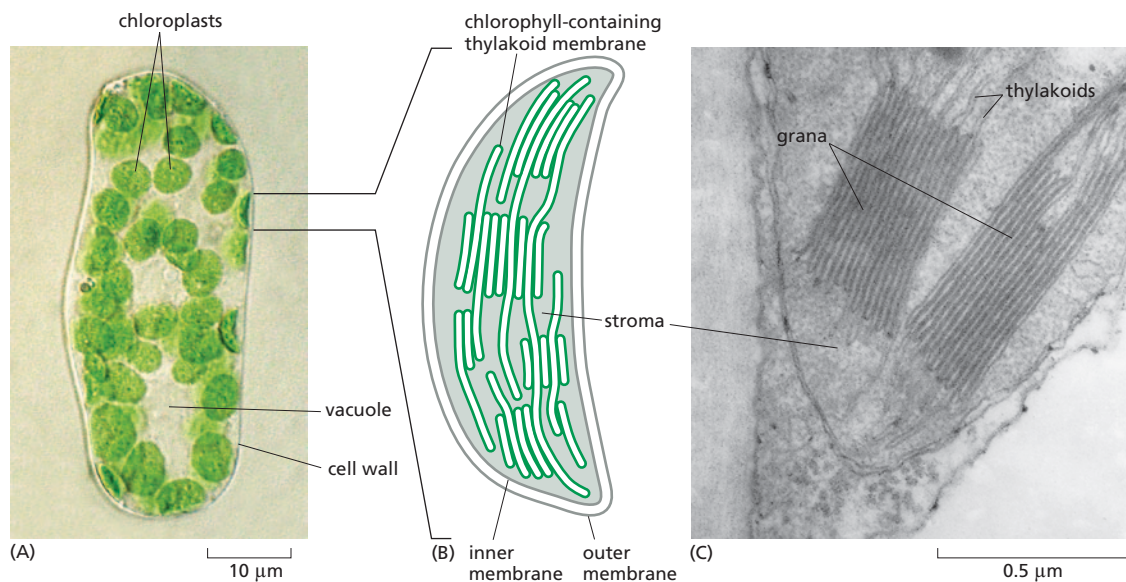 chloroplasts
chlorophyll-containing
thylakoid membrane
thylakoids
grana
stroma
vacuole
cell wall
(A)
10 μm
(B)
inner
membrane
outer
membrane
(C)
0.5 μm